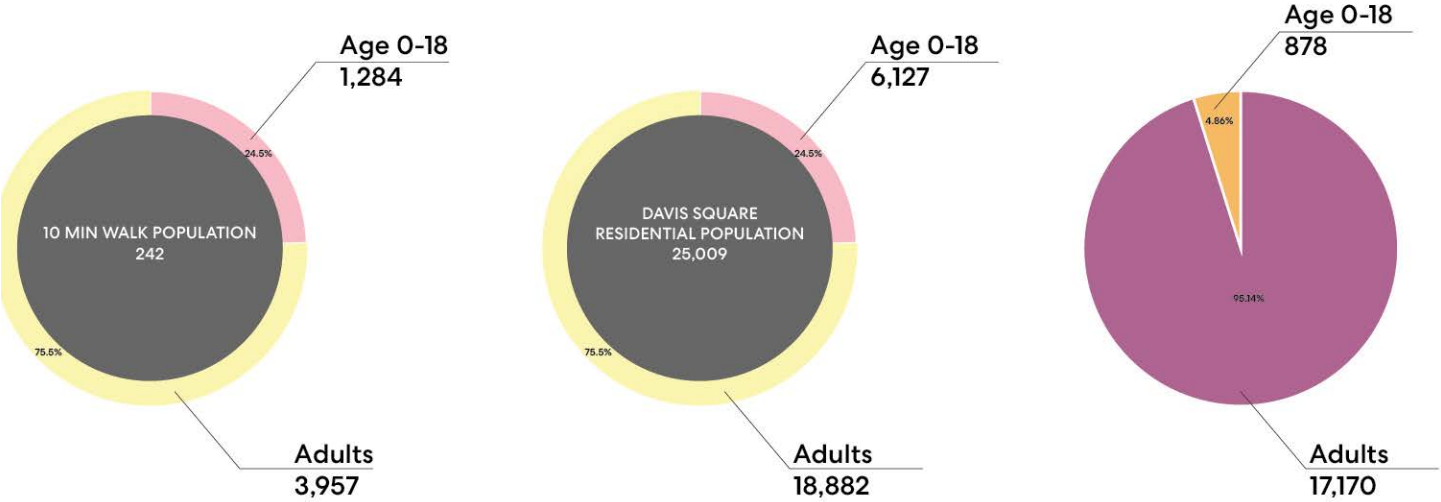 Age 0-18
1,284
24.5%
10 MIN WALK POPULATION
242
75.5%
Adults
3,957
Age 0-18
6,127
24.5%
DAVIS SQUARE
RESIDENTIAL POPULATION
25,009
75.5%
Adults
18,882
Age 0-18
878
4.86%
95.14%
Adults
17,170